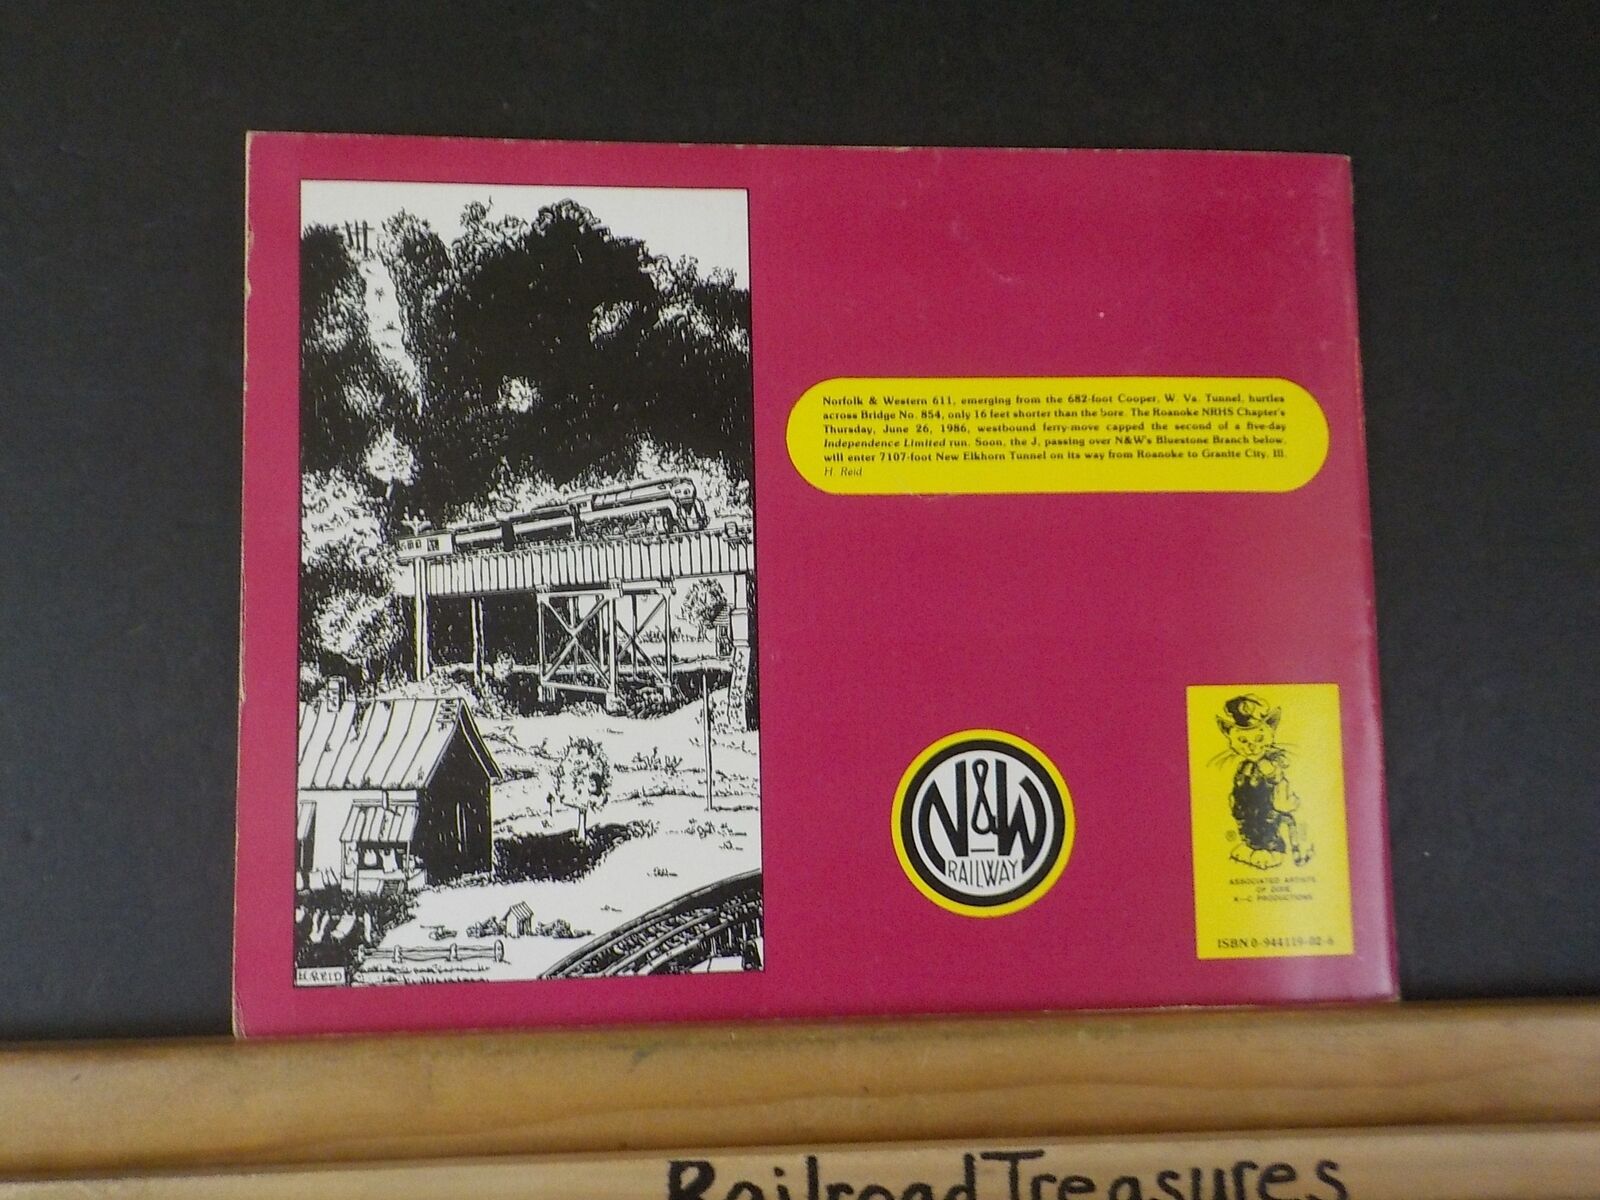 Norfolk & Western 611, emerging from the 682-foot Cooper, W. Va. Tunnel, hurtles
across Bridge No. 854, only 16 feet shorter than the bore. The Roanoke NRHS Chapter's
Thursday, June 26, 1986, westbound ferry-move capped the second of a five-day
Independence Limited run. Soon, the J, passing over N&W's Bluestone Branch below,
will enter 7107-foot New Elkhorn Tunnel on its way from Roanoke to Granite City, Ill.
H. Reid
H. REID
N&W
RAILWAY
®
ASSOCIATED ARTISTS
OF DIXIE
K—C PRODUCTIONS
ISBN 0-944119-02-6
Railroad Treasures